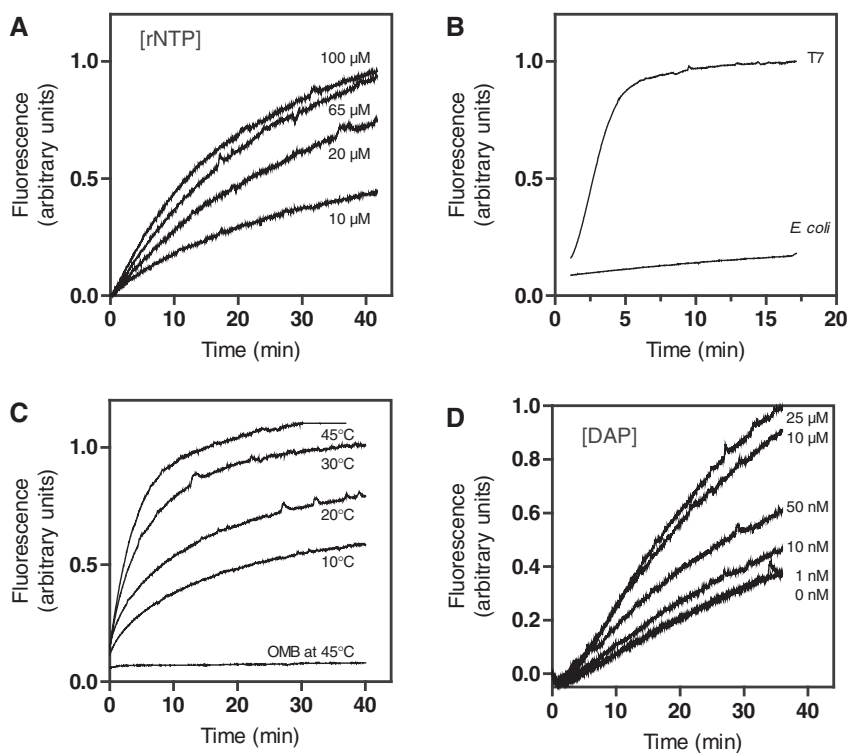 A
[rNTP]
100 µM
65 µM
20 µM
10 µM
1.0
0.5
0.0
0 10 20 30 40
Time (min)
Fluorescence
(arbitrary units)
B
T7
E coli
1.0
0.5
0.0
0 5 10 15 20
Time (min)
Fluorescence
(arbitrary units)
C
45°C
30°C
20°C
10°C
OMB at 45°C
1.0
0.5
0.0
0 10 20 30 40
Time (min)
Fluorescence
(arbitrary units)
D
[DAP]
25 µM
10 µM
50 nM
10 nM
1 nM
0 nM
1.0
0.8
0.6
0.4
0.2
0.0
0 10 20 30 40
Time (min)
Fluorescence
(arbitrary units)